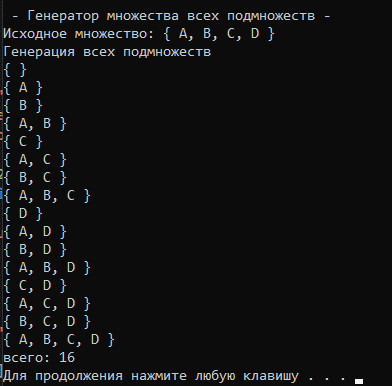 - Генератор множества всех подмножеств -
Исходное множество: { A, B, C, D }
Генерация всех подмножеств
{ }
{ A }
{ B }
{ A, B }
{ C }
{ A, C }
{ B, C }
{ A, B, C }
{ D }
{ A, D }
{ B, D }
{ A, B, D }
{ C, D }
{ A, C, D }
{ B, C, D }
{ A, B, C, D }
всего: 16
Для продолжения нажмите любую клавишу . . .